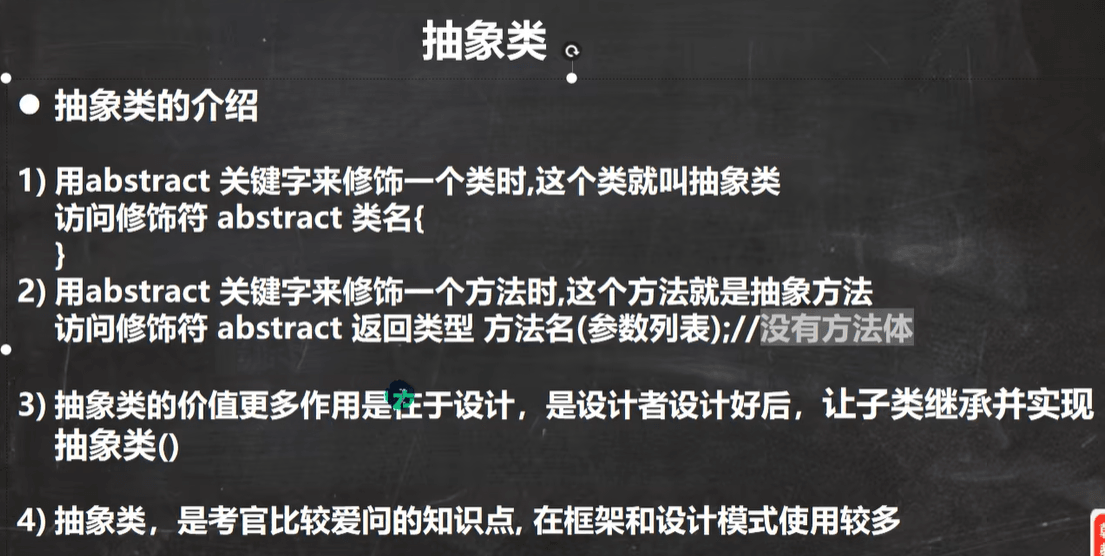 抽象类
● 抽象类的介绍
1) 用abstract 关键字来修饰一个类时,这个类就叫抽象类
访问修饰符 abstract 类名{
}
2) 用abstract 关键字来修饰一个方法时,这个方法就是抽象方法
访问修饰符 abstract 返回类型 方法名(参数列表);//没有方法体
3) 抽象类的价值更多作用是在于设计，是设计者设计好后，让子类继承并实现
抽象类()
4) 抽象类，是考官比较爱问的知识点, 在框架和设计模式使用较多